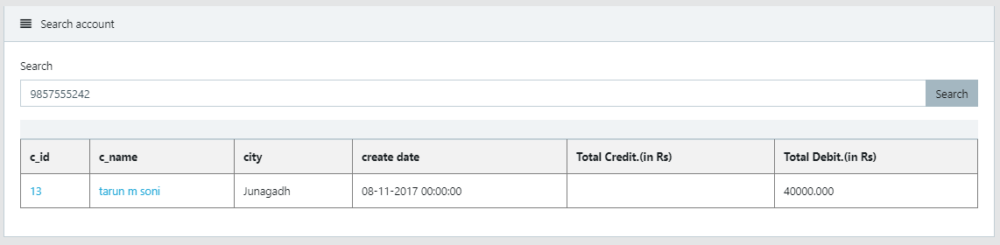 Search account
Search
9857555242 Search
c_id c_name city create date Total Credit.(in Rs) Total Debit.(in Rs)
13 tarun m soni Junagadh 08-11-2017 00:00:00 40000.000